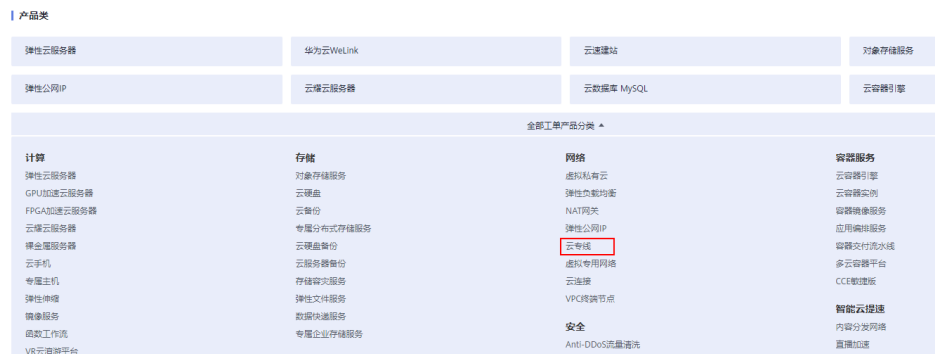 产品类
弹性云服务器 华为云WeLink 云速建站 对象存储服务
弹性公网IP 云耀云服务器 云数据库 MySQL 云容器引擎
全部工单产品分类
计算 存储 网络 容器服务
弹性云服务器 对象存储服务 虚拟私有云 云容器引擎
GPU加速云服务器 云硬盘 弹性负载均衡 云容器实例
FPGA加速云服务器 云备份 NAT网关 容器镜像服务
云耀云服务器 专属分布式存储服务 弹性公网IP 应用编排服务
裸金属服务器 云硬盘备份 云专线 容器交付流水线
云手机 云服务器备份 虚拟专用网络 多云容器平台
专属主机 存储容灾服务 云连接 CCE敏捷版
弹性伸缩 弹性文件服务 VPC终端节点
智能云提速
镜像服务 数据快递服务 内容分发网络
安全
函数工作流 专属企业存储服务 Anti-DDoS流量清洗 直播加速
VR云渲游平台